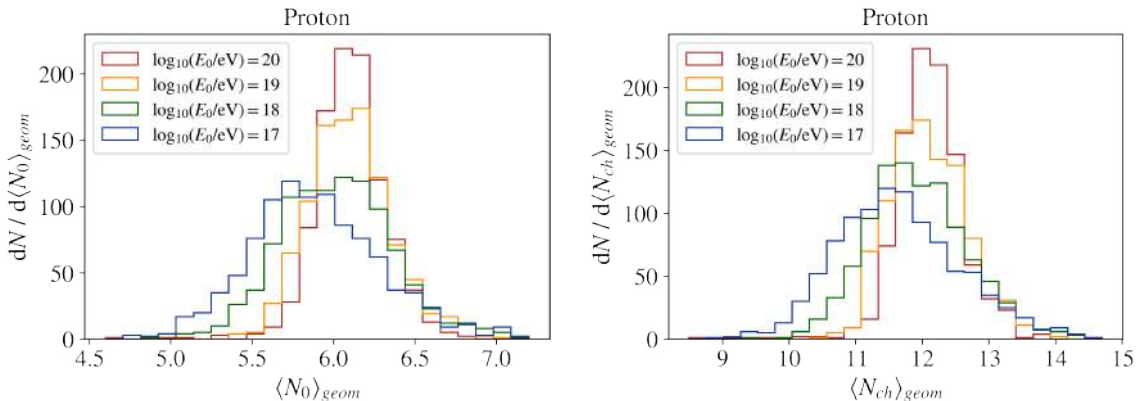 Proton
log₁₀(E₀/eV) = 20
log₁₀(E₀/eV) = 19
log₁₀(E₀/eV) = 18
log₁₀(E₀/eV) = 17
dN / d⟨N₀⟩geom
200
150
100
50
0
4.5 5.0 5.5 6.0 6.5 7.0
⟨N₀⟩geom
Proton
log₁₀(E₀/eV) = 20
log₁₀(E₀/eV) = 19
log₁₀(E₀/eV) = 18
log₁₀(E₀/eV) = 17
dN / d⟨Nch⟩geom
200
150
100
50
0
9 10 11 12 13 14 15
⟨Nch⟩geom